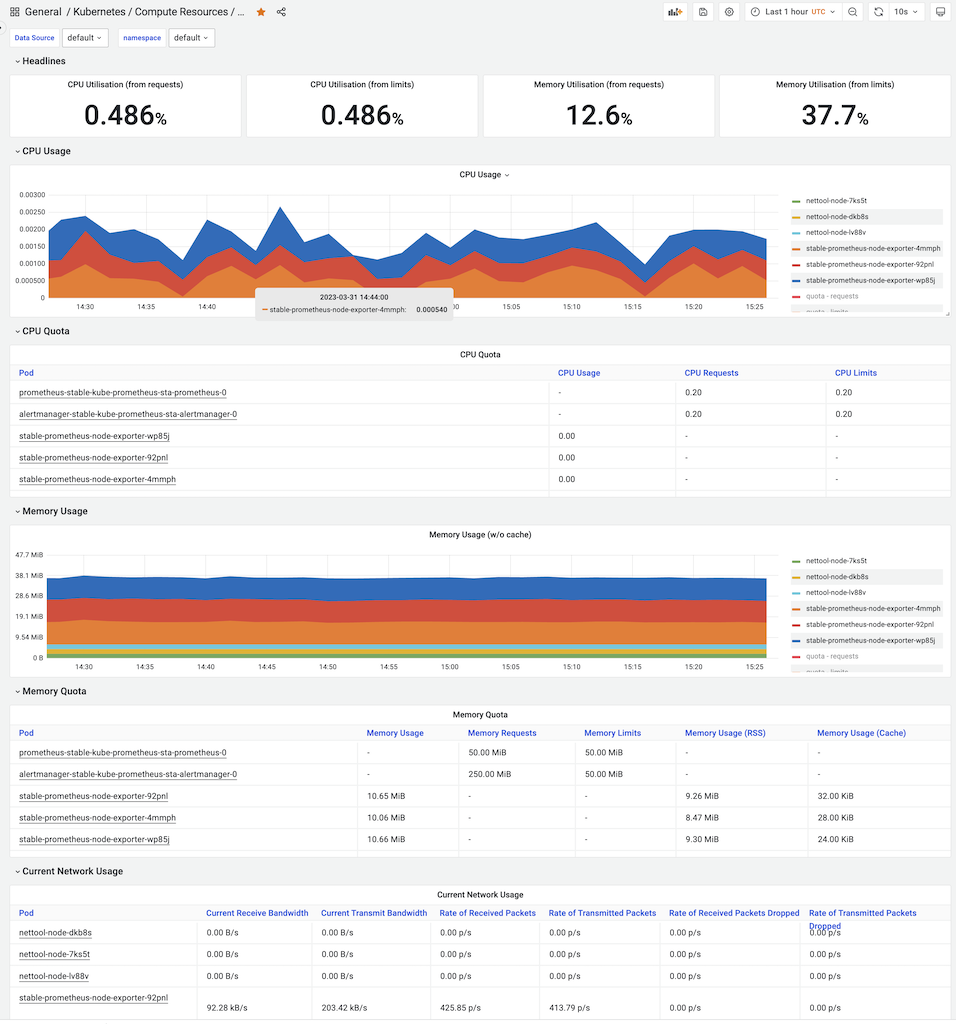 General / Kubernetes / Compute Resources / ...
Last 1 hour UTC 10s
Data Source default namespace default
Headlines
CPU Utilisation (from requests) CPU Utilisation (from limits) Memory Utilisation (from requests) Memory Utilisation (from limits)
0.486% 0.486% 12.6% 37.7%
CPU Usage
CPU Usage
0.00300
0.00250
0.00200
0.00150
0.00100
0.000500
0
14:30 14:35 14:40 :00 15:05 15:10 15:15 15:20 15:25
2023-03-31 14:44:00
stable-prometheus-node-exporter-4mmph: 0.000540
nettool-node-7ks5t
nettool-node-dkb8s
nettool-node-lv88v
stable-prometheus-node-exporter-4mmph
stable-prometheus-node-exporter-92pnl
stable-prometheus-node-exporter-wp85j
quota - requests
CPU Quota
CPU Quota
Pod CPU Usage CPU Requests CPU Limits
prometheus-stable-kube-prometheus-sta-prometheus-0 - 0.20 0.20
alertmanager-stable-kube-prometheus-sta-alertmanager-0 - 0.20 0.20
stable-prometheus-node-exporter-wp85j 0.00 - -
stable-prometheus-node-exporter-92pnl 0.00 - -
stable-prometheus-node-exporter-4mmph 0.00 - -
Memory Usage
Memory Usage (w/o cache)
47.7 MiB
38.1 MiB
28.6 MiB
19.1 MiB
9.54 MiB
0 B
14:30 14:35 14:40 14:45 14:50 14:55 15:00 15:05 15:10 15:15 15:20 15:25
nettool-node-7ks5t
nettool-node-dkb8s
nettool-node-lv88v
stable-prometheus-node-exporter-4mmph
stable-prometheus-node-exporter-92pnl
stable-prometheus-node-exporter-wp85j
quota - requests
Memory Quota
Memory Quota
Pod Memory Usage Memory Requests Memory Limits Memory Usage (RSS) Memory Usage (Cache)
prometheus-stable-kube-prometheus-sta-prometheus-0 - 50.00 MiB 50.00 MiB - -
alertmanager-stable-kube-prometheus-sta-alertmanager-0 - 250.00 MiB 50.00 MiB - -
stable-prometheus-node-exporter-92pnl 10.65 MiB - - 9.26 MiB 32.00 KiB
stable-prometheus-node-exporter-4mmph 10.06 MiB - - 8.47 MiB 28.00 KiB
stable-prometheus-node-exporter-wp85j 10.66 MiB - - 9.30 MiB 24.00 KiB
Current Network Usage
Current Network Usage
Pod Current Receive Bandwidth Current Transmit Bandwidth Rate of Received Packets Rate of Transmitted Packets Rate of Received Packets Dropped Rate of Transmitted Packets Dropped
nettool-node-dkb8s 0.00 B/s 0.00 B/s 0.00 p/s 0.00 p/s 0.00 p/s 0.00 p/s
nettool-node-7ks5t 0.00 B/s 0.00 B/s 0.00 p/s 0.00 p/s 0.00 p/s 0.00 p/s
nettool-node-lv88v 0.00 B/s 0.00 B/s 0.00 p/s 0.00 p/s 0.00 p/s 0.00 p/s
stable-prometheus-node-exporter-92pnl 92.28 kB/s 203.42 kB/s 425.85 p/s 413.79 p/s 0.00 p/s 0.00 p/s